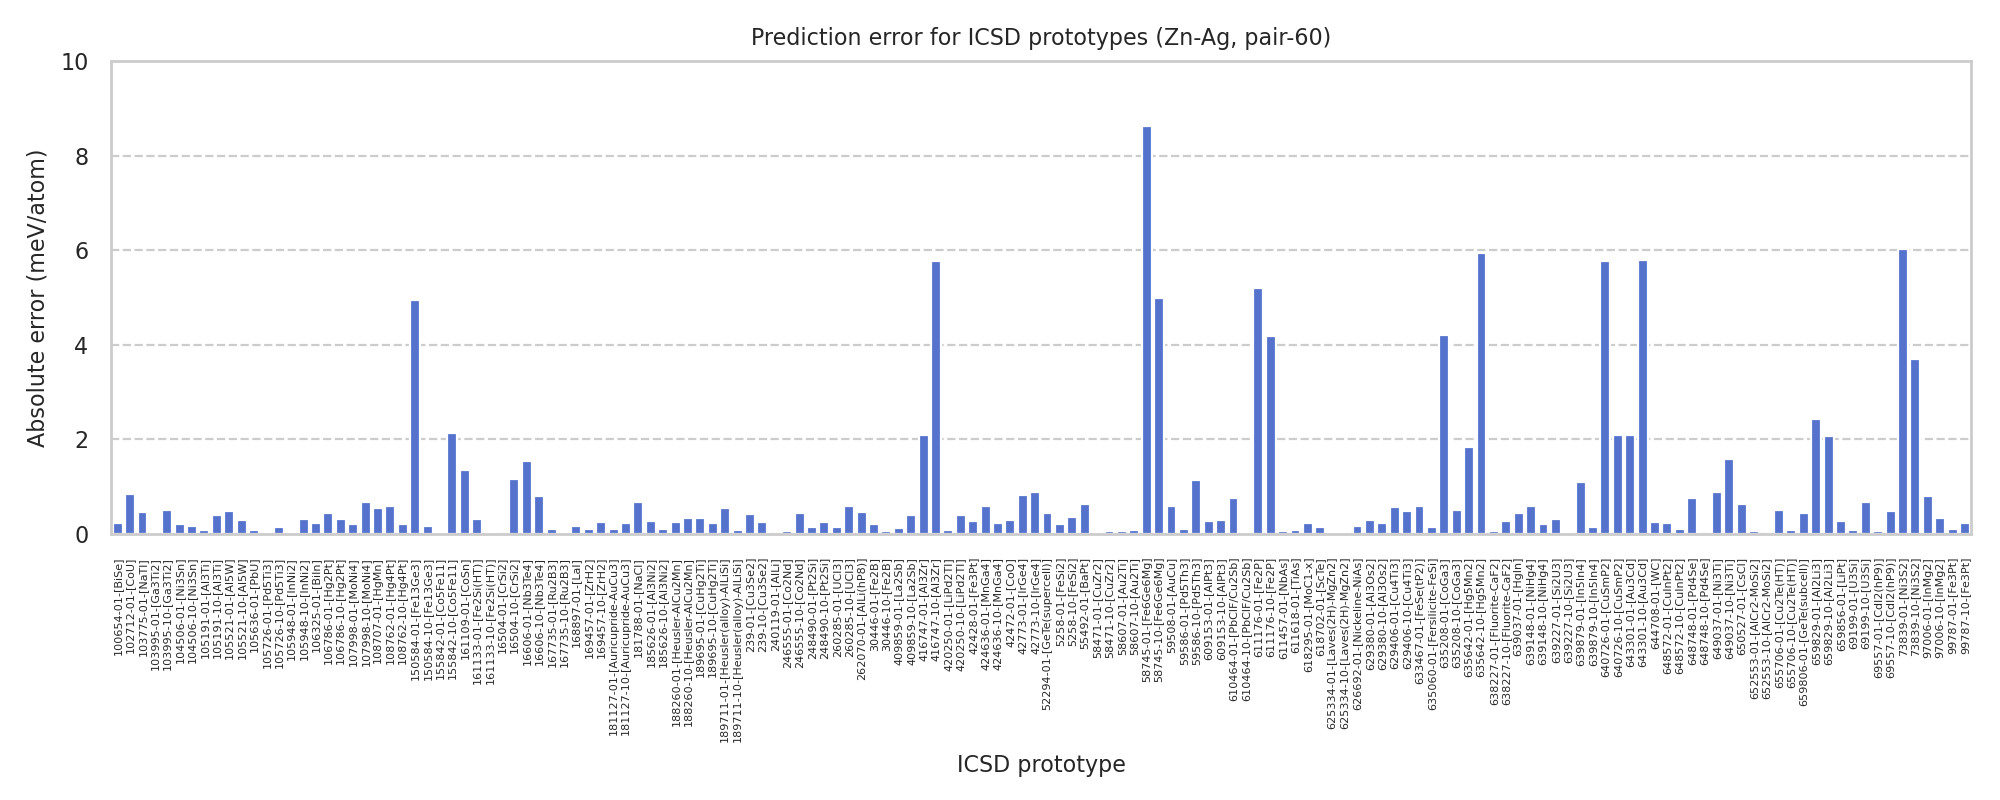 Prediction error for ICSD prototypes (Zn-Ag, pair-60)
Absolute error (meV/atom)
10
8
6
4
2
0
100654-01-[BiSe]
102712-01-[CoU]
103775-01-[NaTl]
103995-01-[Ga3Ti2]
103995-10-[Ga3Ti2]
104506-01-[Ni3Sn]
104506-10-[Ni3Sn]
105191-01-[Al3Ti]
105191-10-[Al3Ti]
105521-01-[Al5W]
105521-10-[Al5W]
105636-01-[PbU]
105726-01-[Pd5Ti3]
105726-10-[Pd5Ti3]
105948-01-[InNi2]
105948-10-[InNi2]
106325-01-[BiIn]
106786-01-[Hg2Pt]
106786-10-[Hg2Pt]
107998-01-[MoNi4]
107998-10-[MoNi4]
108707-01-[HgMn]
108762-01-[Hg4Pt]
108762-10-[Hg4Pt]
150584-01-[Fe13Ge3]
150584-10-[Fe13Ge3]
155842-01-[Co5Fe11]
155842-10-[Co5Fe11]
161109-01-[CoSn]
161133-01-[Fe2Si(HT)]
161133-10-[Fe2Si(HT)]
16504-01-[CrSi2]
16504-10-[CrSi2]
16606-01-[Nb3Te4]
16606-10-[Nb3Te4]
167735-01-[Ru2B3]
167735-10-[Ru2B3]
168897-01-[LaI]
169457-01-[ZrH2]
169457-10-[ZrH2]
181127-01-[Auricupride-AuCu3]
181127-10-[Auricupride-AuCu3]
181788-01-[NaCl]
185626-01-[Al3Ni2]
185626-10-[Al3Ni2]
188260-01-[Heusler-AlCu2Mn]
188260-10-[Heusler-AlCu2Mn]
189695-01-[CuHg2Ti]
189695-10-[CuHg2Ti]
189711-01-[Heusler(alloy)-AlLiSi]
189711-10-[Heusler(alloy)-AlLiSi]
239-01-[Cu3Se2]
239-10-[Cu3Se2]
240119-01-[AlLi]
246555-01-[Co2Nd]
246555-10-[Co2Nd]
248490-01-[Pt2Si]
248490-10-[Pt2Si]
260285-01-[UCl3]
260285-10-[UCl3]
262070-01-[AlLi(hP8)]
30446-01-[Fe2B]
30446-10-[Fe2B]
409859-01-[La2Sb]
409859-10-[La2Sb]
416747-01-[Al3Zr]
416747-10-[Al3Zr]
420250-01-[LiPd2Tl]
420250-10-[LiPd2Tl]
42428-01-[Fe3Pt]
424636-01-[MnGa4]
424636-10-[MnGa4]
42472-01-[CoO]
42773-01-[IrGe4]
42773-10-[IrGe4]
52294-01-[GeTe(supercell)]
5258-01-[FeSi2]
5258-10-[FeSi2]
55492-01-[BaPt]
58471-01-[CuZr2]
58471-10-[CuZr2]
58607-01-[Au2Ti]
58607-10-[Au2Ti]
58745-01-[Fe6Ge6Mg]
58745-10-[Fe6Ge6Mg]
59508-01-[AuCu]
59586-01-[Pd5Th3]
59586-10-[Pd5Th3]
609153-01-[AlPt3]
609153-10-[AlPt3]
610464-01-[PbClF/Cu2Sb]
610464-10-[PbClF/Cu2Sb]
611176-01-[Fe2P]
611176-10-[Fe2P]
611457-01-[NbAs]
611618-01-[TiAs]
618295-01-[MoC1-x]
618702-01-[ScTe]
625334-01-[Laves(2H)-MgZn2]
625334-10-[Laves(2H)-MgZn2]
626692-01-[Nickeline-NiAs]
629380-01-[Al3Os2]
629380-10-[Al3Os2]
629406-01-[Cu4Ti3]
629406-10-[Cu4Ti3]
633467-01-[FeSe(tP2)]
635060-01-[Fersilicite-FeSi]
635208-01-[CoGa3]
635208-10-[CoGa3]
635642-01-[Hg5Mn2]
635642-10-[Hg5Mn2]
638227-01-[Fluorite-CaF2]
638227-10-[Fluorite-CaF2]
639037-01-[HgIn]
639148-01-[NiHg4]
639148-10-[NiHg4]
639227-01-[Si2U3]
639227-10-[Si2U3]
639879-01-[In5In4]
639879-10-[In5In4]
640726-01-[CuSmP2]
640726-10-[CuSmP2]
643301-01-[Au3Cd]
643301-10-[Au3Cd]
644708-01-[WC]
648572-01-[CuInPt2]
648572-10-[CuInPt2]
648748-01-[Pd4Se]
648748-10-[Pd4Se]
649037-01-[Ni3Ti]
649037-10-[Ni3Ti]
650527-01-[CsCl]
652553-01-[AlCr2-MoSi2]
652553-10-[AlCr2-MoSi2]
655706-01-[Cu2Te(HT)]
655706-10-[Cu2Te(HT)]
659806-01-[GeTe(subcell)]
659829-01-[Al2Li3]
659829-10-[Al2Li3]
659856-01-[LiPt]
69199-01-[U3Si]
69199-10-[U3Si]
69557-01-[CdI2(hP9)]
69557-10-[CdI2(hP9)]
73839-01-[Ni3S2]
73839-10-[Ni3S2]
97006-01-[InMg2]
97006-10-[InMg2]
99787-01-[Fe3Pt]
99787-10-[Fe3Pt]
ICSD prototype